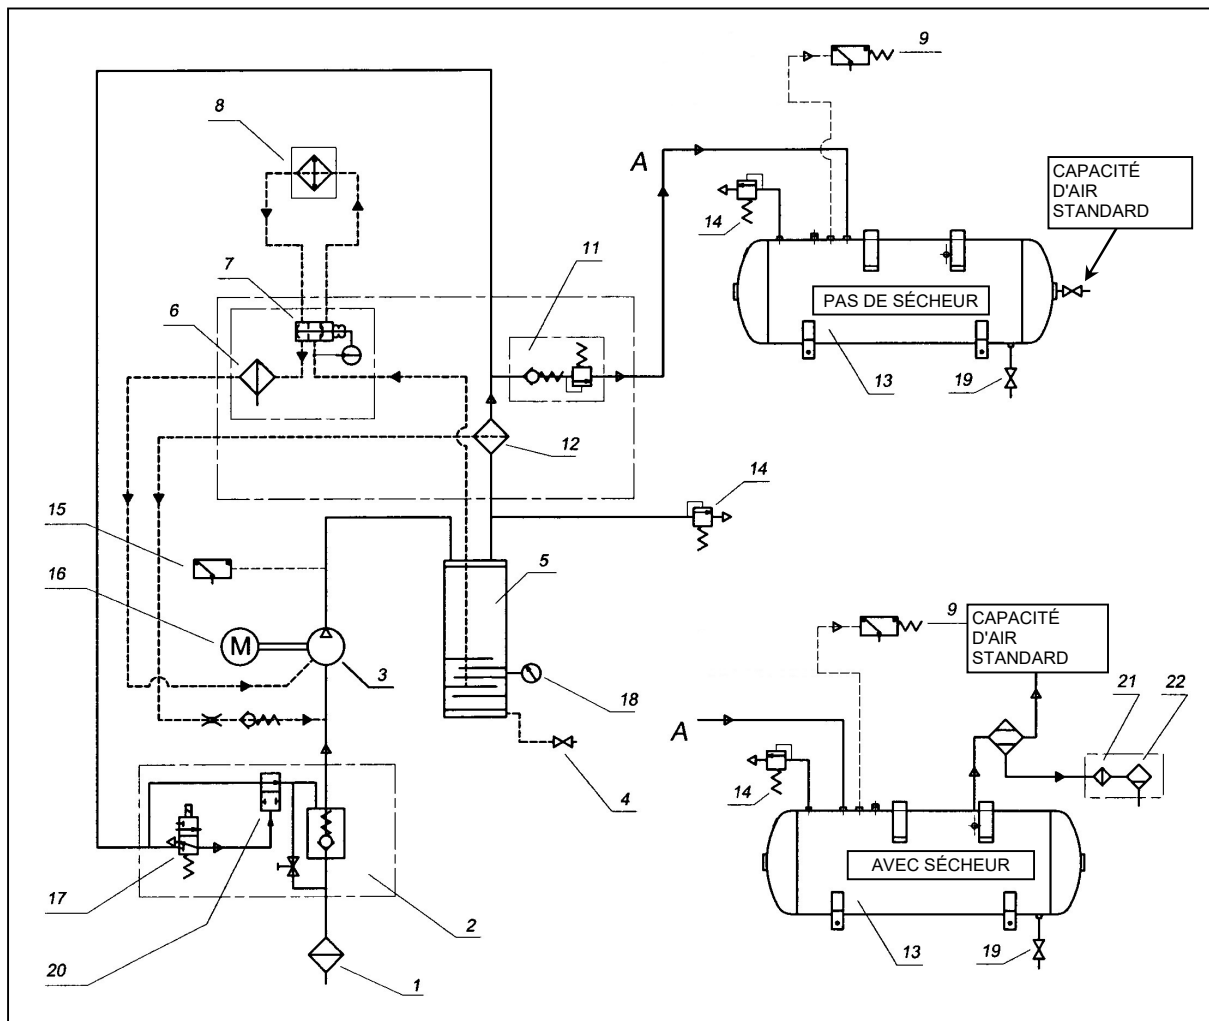 9
8
A
CAPACITÉ
D'AIR
STANDARD
14
7
11
6
PAS DE SÉCHEUR
13
19
12
14
15
5
16
M
9
CAPACITÉ
D'AIR
STANDARD
3
18
21
22
A
14
4
17
AVEC SÉCHEUR
2
20
13
19
1